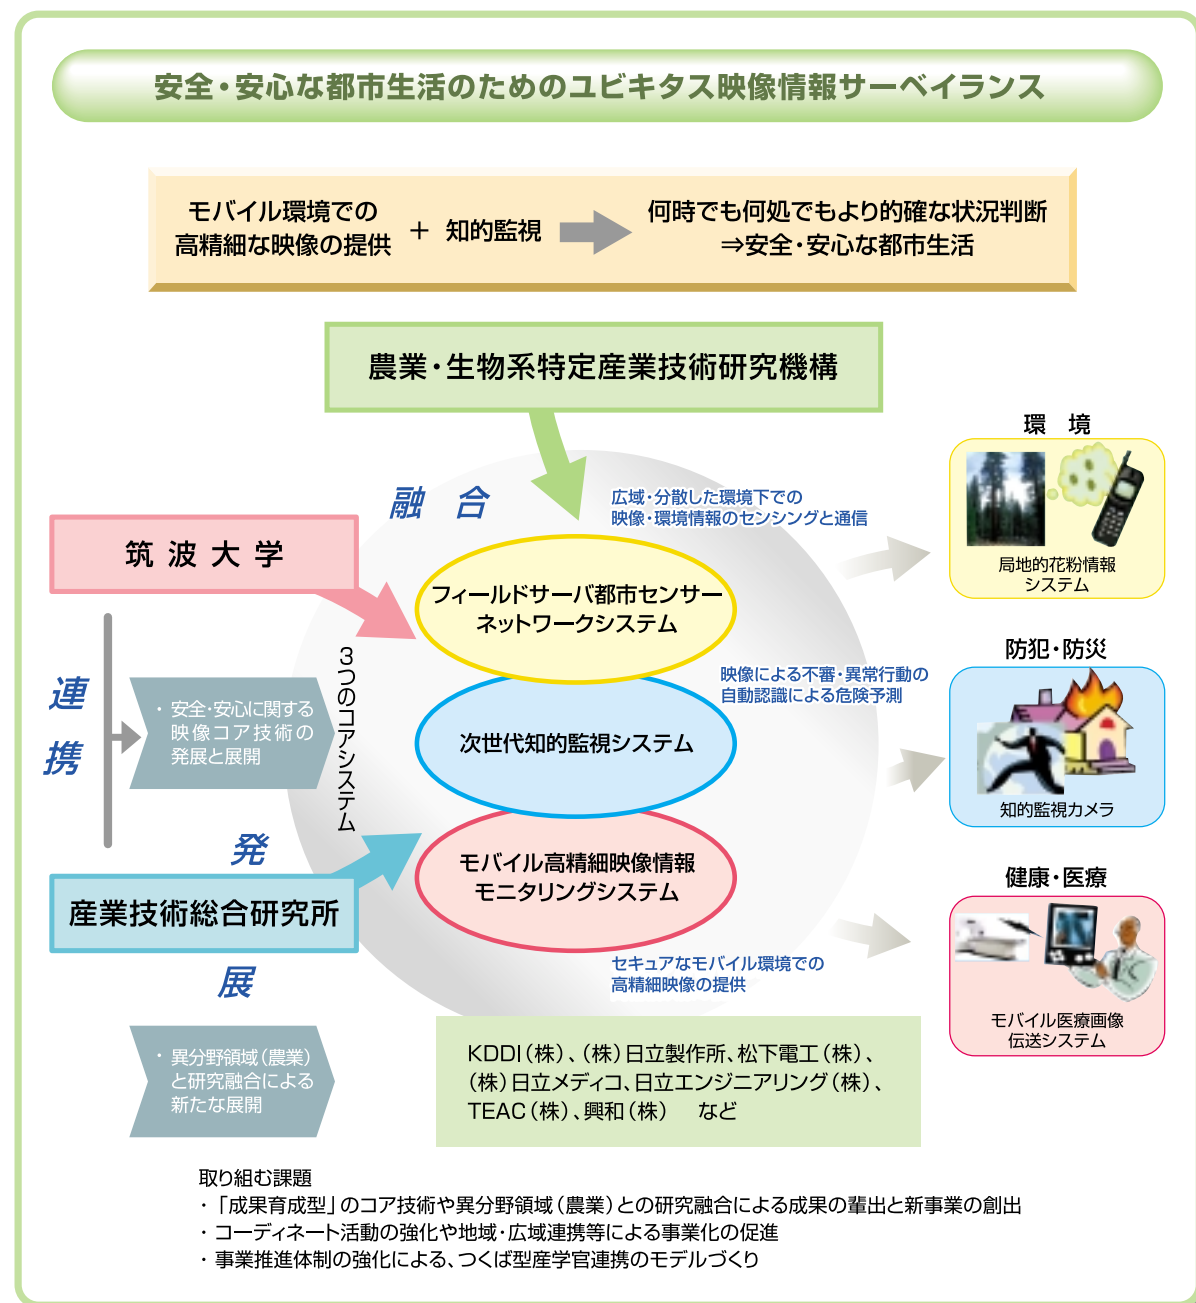 安全・安心な都市生活のためのユビキタス映像情報サーベイランス
モバイル環境での
高精細な映像の提供
＋ 知的監視
何時でも何処でもより的確な状況判断
⇒安全・安心な都市生活
農業・生物系特定産業技術研究機構
融 合
広域・分散した環境下での
映像・環境情報のセンシングと通信
環 境
局地的花粉情報
システム
筑 波 大 学
フィールドサーバ都市センサー
ネットワークシステム
3つのコアシステム
連
携
・安全・安心に関する
映像コア技術の
発展と展開
次世代知的監視システム
映像による不審・異常行動の
自動認識による危険予測
防犯・防災
知的監視カメラ
発
産業技術総合研究所
展
モバイル高精細映像情報
モニタリングシステム
セキュアなモバイル環境での
高精細映像の提供
健康・医療
モバイル医療画像
伝送システム
・異分野領域（農業）
と研究融合による
新たな展開
KDDI（株）、（株）日立製作所、松下電工（株）、
（株）日立メディコ、日立エンジニアリング（株）、
TEAC（株）、興和（株） など
取り組む課題
・「成果育成型」のコア技術や異分野領域（農業）との研究融合による成果の輩出と新事業の創出
・コーディネート活動の強化や地域・広域連携等による事業化の促進
・事業推進体制の強化による、つくば型産学官連携のモデルづくり